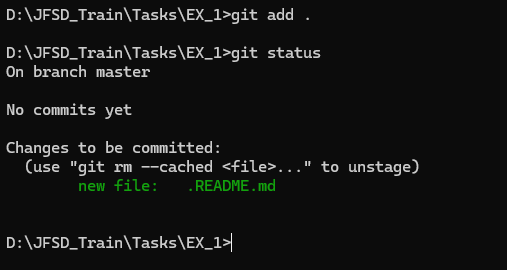 D:\JFSD_Train\Tasks\EX_1>git add .
D:\JFSD_Train\Tasks\EX_1>git status
On branch master
No commits yet
Changes to be committed:
  (use "git rm --cached <file>..." to unstage)
        new file:   .README.md
D:\JFSD_Train\Tasks\EX_1>